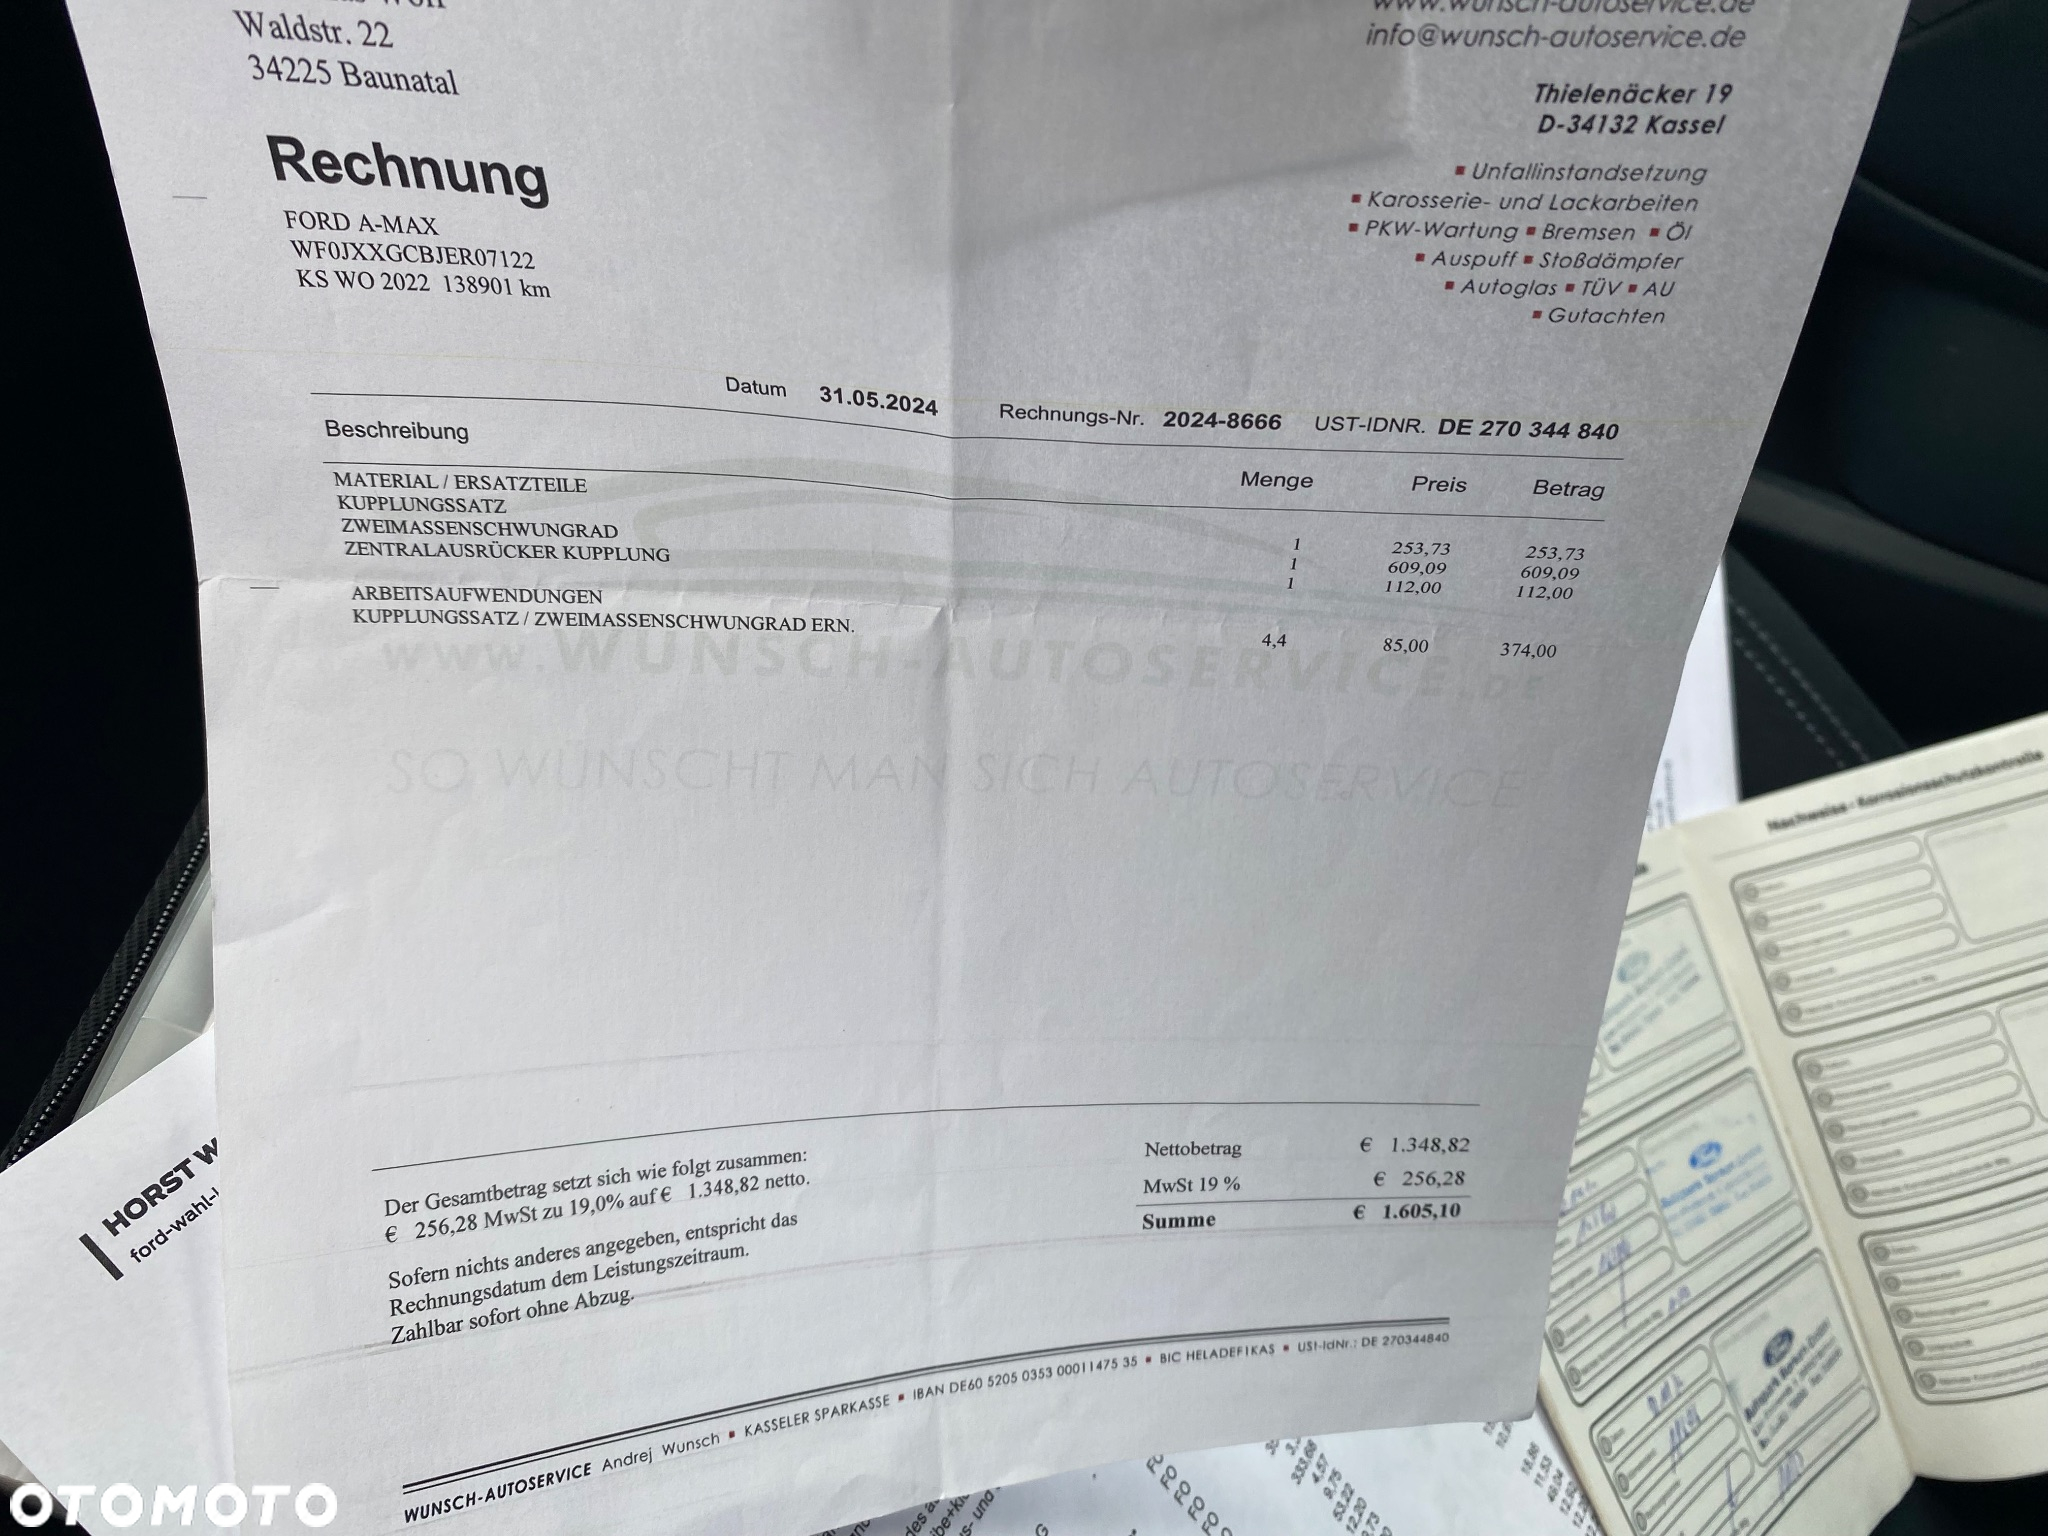 Waldstr. 22
34225 Baunatal
www.wunsch-autoservice.de
info@wunsch-autoservice.de
Thielenäcker 19
D-34132 Kassel
Unfallinstandsetzung
Karosserie- und Lackarbeiten
PKW-Wartung ▪ Bremsen ▪ Öl
Auspuff ▪ Stoßdämpfer
Autoglas ▪ TÜV ▪ AU
Gutachten
Rechnung
FORD A-MAX
WF0JXXGCBJER07122
KS WO 2022 138901 km
Datum 31.05.2024 Rechnungs-Nr. 2024-8666 UST-IDNR. DE 270 344 840
Beschreibung Menge Preis Betrag
MATERIAL / ERSATZTEILE
KUPPLUNGSSATZ 1 253,73 253,73
ZWEIMASSENSCHWUNGRAD 1 609,09 609,09
ZENTRALAUSRÜCKER KUPPLUNG 1 112,00 112,00
ARBEITSAUFWENDUNGEN
KUPPLUNGSSATZ / ZWEIMASSENSCHWUNGRAD ERN. 4,4 85,00 374,00
www.WUNSCH-AUTOSERVICE.DE
SO WÜNSCHT MAN SICH AUTOSERVICE
Der Gesamtbetrag setzt sich wie folgt zusammen:
€ 256,28 MwSt zu 19,0% auf € 1.348,82 netto.
Sofern nichts anderes angegeben, entspricht das
Rechnungsdatum dem Leistungszeitraum.
Zahlbar sofort ohne Abzug.
Nettobetrag € 1.348,82
MwSt 19 % € 256,28
Summe € 1.605,10
WUNSCH-AUTOSERVICE Andrej Wunsch ▪ KASSELER SPARKASSE ▪ IBAN DE60 5205 0353 00011475 35 ▪ BIC HELADEF1KAS ▪ USt-IdNr.: DE 270344840
HORST W
ford-wahl-
Nachweise - Korrosionsschutzkontrolle
OTOMOTO